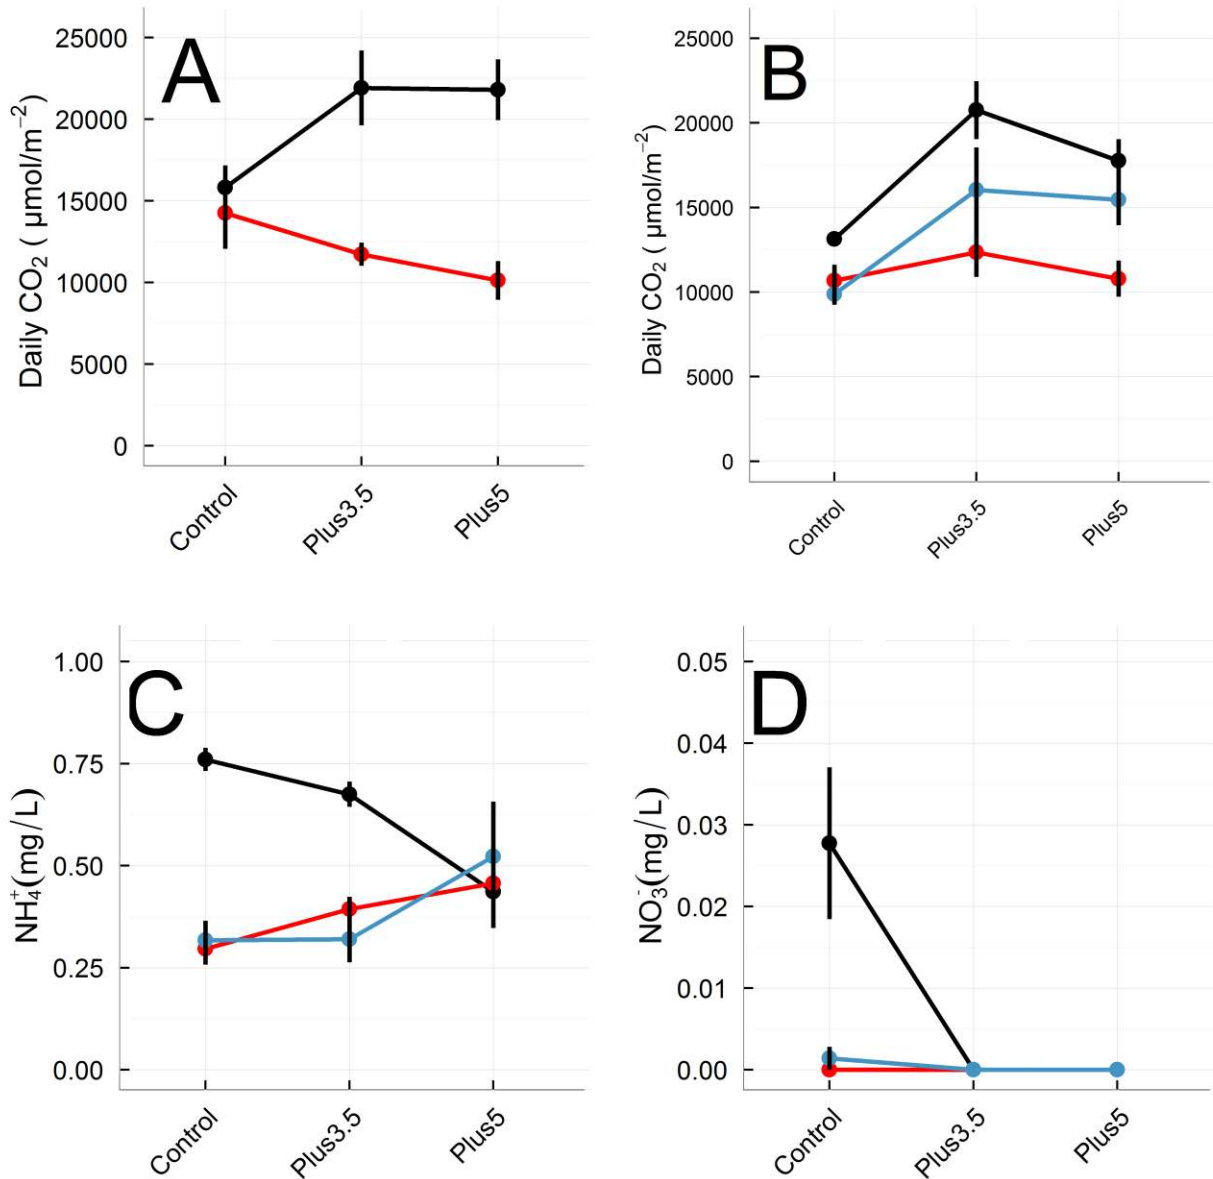 A
Daily CO₂ ( µmol/m⁻²)
25000
20000
15000
10000
5000
0
Control
Plus3.5
Plus5
B
Daily CO₂ ( µmol/m⁻²)
25000
20000
15000
10000
5000
0
Control
Plus3.5
Plus5
C
NH₄⁺(mg/L)
1.00
0.75
0.50
0.25
0.00
Control
Plus3.5
Plus5
D
NO₃⁻(mg/L)
0.05
0.04
0.03
0.02
0.01
0.00
Control
Plus3.5
Plus5